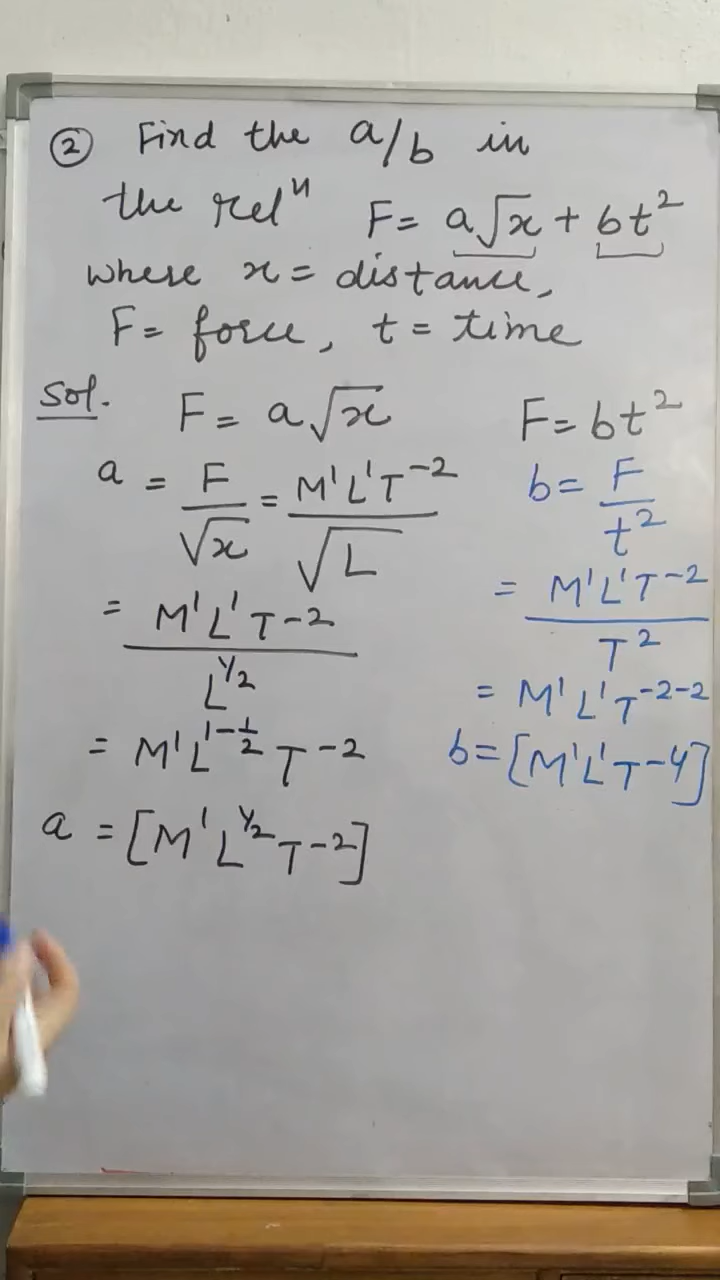 ② Find the a/b in
the relⁿ F = a√x + bt²
where x = distance,
F = force, t = time
Sol. F = a√x
a = F/√x = M¹L¹T⁻²/√L
= M¹L¹T⁻²/L^½
= M¹L^(1-½)T⁻²
a = [M¹L^½T⁻²]
F = bt²
b = F/t²
= M¹L¹T⁻²/T²
= M¹L¹T⁻²⁻²
b = [M¹L¹T⁻⁴]